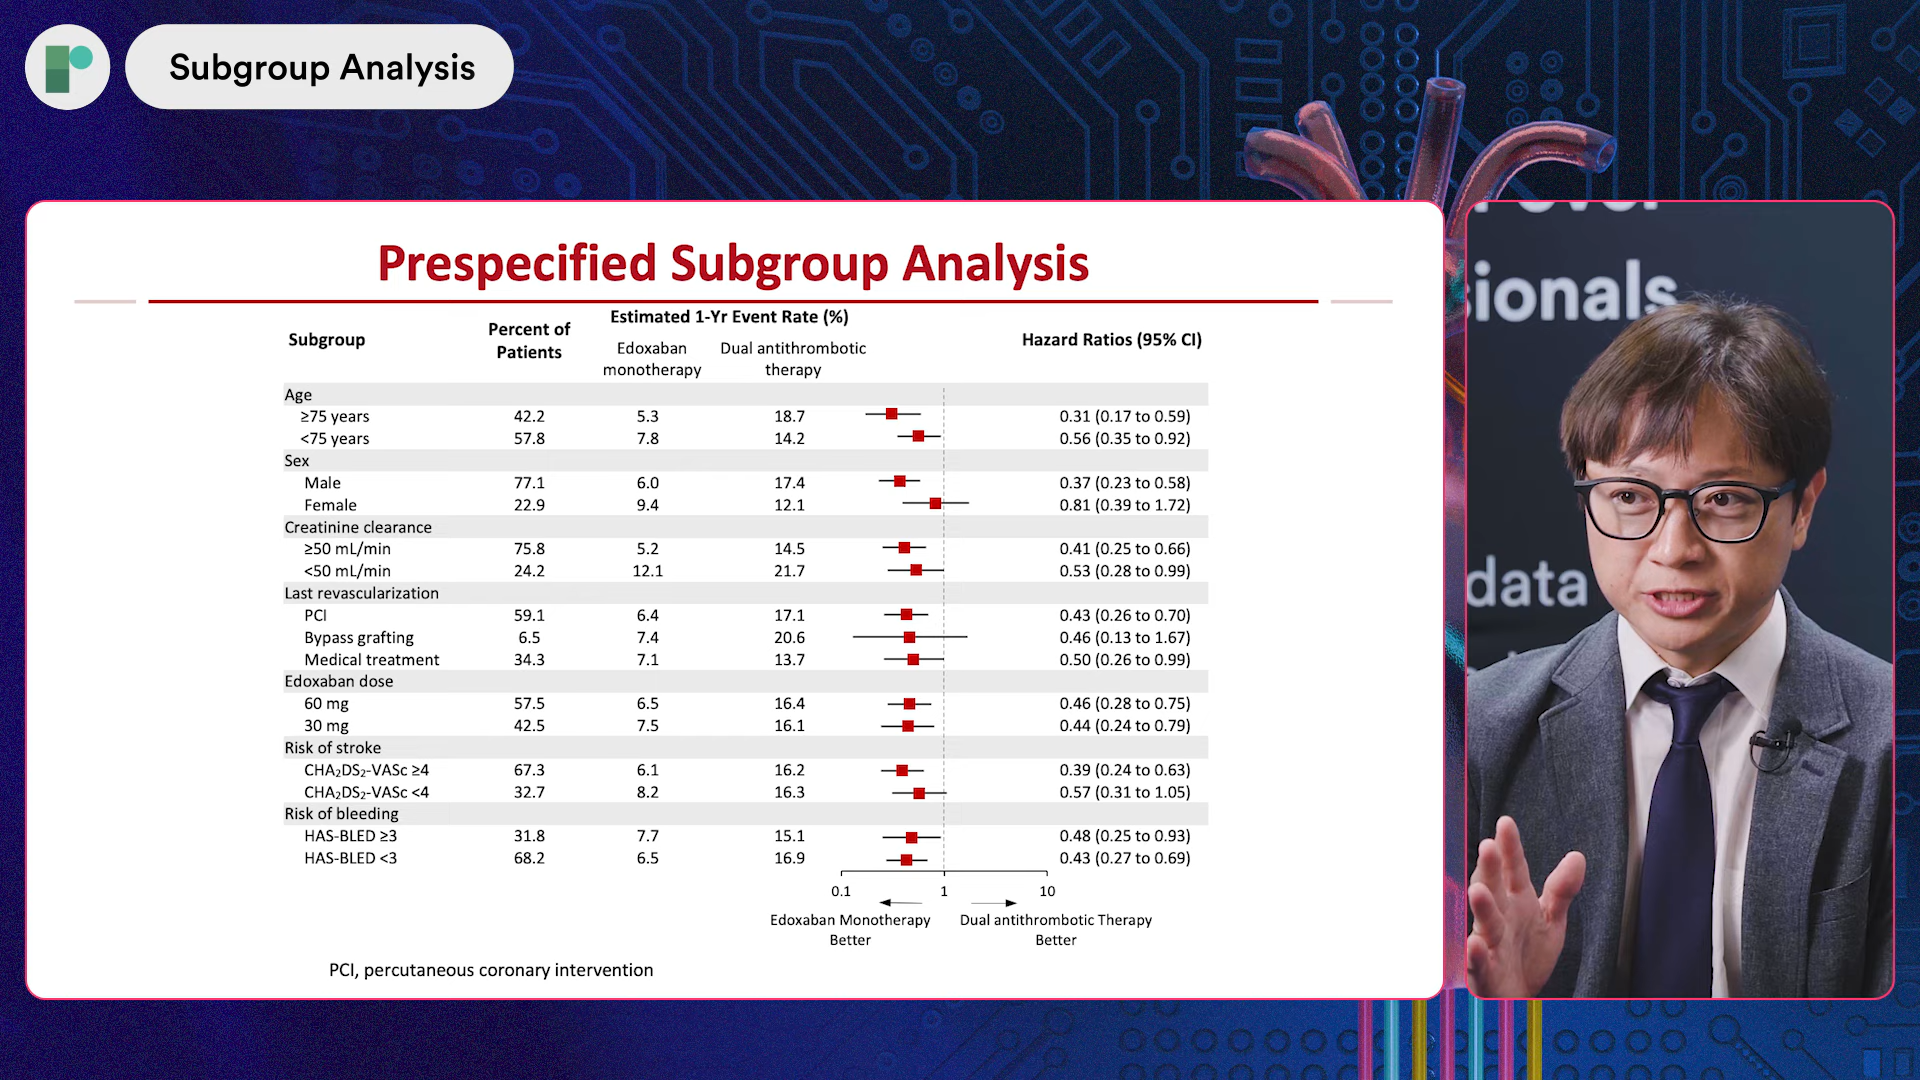 Subgroup Analysis
Prespecified Subgroup Analysis
Subgroup
Percent of
Patients
Estimated 1-Yr Event Rate (%)
Edoxaban
monotherapy
Dual antithrombotic
therapy
Hazard Ratios (95% CI)
Age
≥75 years 42.2 5.3 18.7 0.31 (0.17 to 0.59)
<75 years 57.8 7.8 14.2 0.56 (0.35 to 0.92)
Sex
Male 77.1 6.0 17.4 0.37 (0.23 to 0.58)
Female 22.9 9.4 12.1 0.81 (0.39 to 1.72)
Creatinine clearance
≥50 mL/min 75.8 5.2 14.5 0.41 (0.25 to 0.66)
<50 mL/min 24.2 12.1 21.7 0.53 (0.28 to 0.99)
Last revascularization
PCI 59.1 6.4 17.1 0.43 (0.26 to 0.70)
Bypass grafting 6.5 7.4 20.6 0.46 (0.13 to 1.67)
Medical treatment 34.3 7.1 13.7 0.50 (0.26 to 0.99)
Edoxaban dose
60 mg 57.5 6.5 16.4 0.46 (0.28 to 0.75)
30 mg 42.5 7.5 16.1 0.44 (0.24 to 0.79)
Risk of stroke
CHA₂DS₂-VASc ≥4 67.3 6.1 16.2 0.39 (0.24 to 0.63)
CHA₂DS₂-VASc <4 32.7 8.2 16.3 0.57 (0.31 to 1.05)
Risk of bleeding
HAS-BLED ≥3 31.8 7.7 15.1 0.48 (0.25 to 0.93)
HAS-BLED <3 68.2 6.5 16.9 0.43 (0.27 to 0.69)
0.1 1 10
Edoxaban Monotherapy
Better
Dual antithrombotic Therapy
Better
PCI, percutaneous coronary intervention
sionals
data